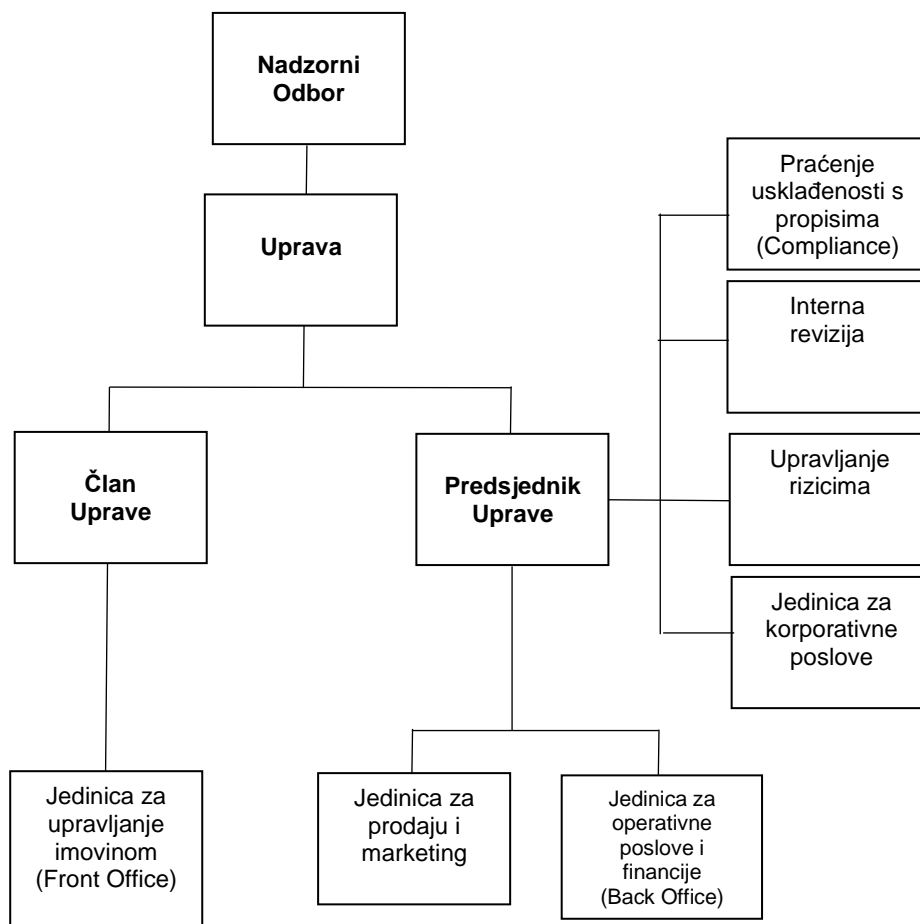 Nadzorni
Odbor
Uprava
Praćenje
usklađenosti s
propisima
(Compliance)
Interna
revizija
Član
Uprave
Predsjednik
Uprave
Upravljanje
rizicima
Jedinica za
korporativne
poslove
Jedinica za
upravljanje
imovinom
(Front Office)
Jedinica za
prodaju i
marketing
Jedinica za
operativne
poslove i
financije
(Back Office)